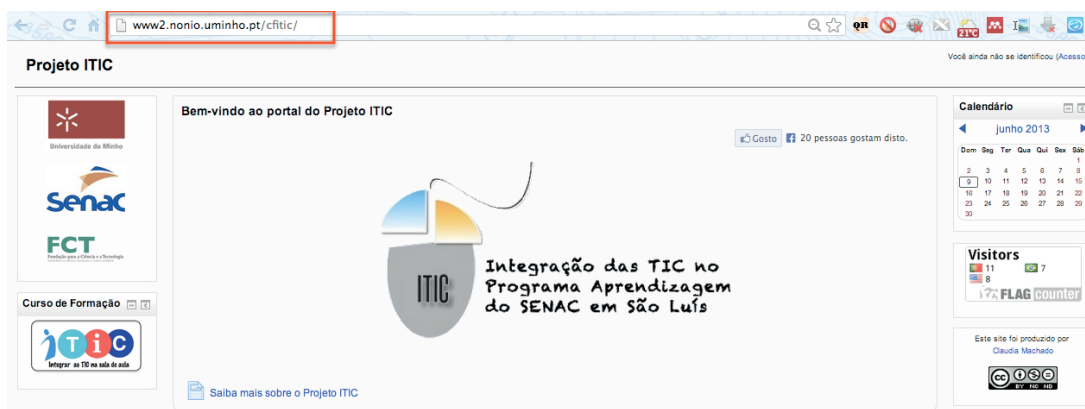 www2.nonio.uminho.pt/cfitic/
QR
21°C
Projeto ITIC
Você ainda não se identificou (Acesso
Universidade do Minho
Senac
FCT
Fundação para a Ciência e a Tecnologia
Curso de Formação
iTiC
Integrar as TIC na sala de aula
Bem-vindo ao portal do Projeto ITIC
Gosto
20 pessoas gostam disto.
ITIC
Integração das TIC no
Programa Aprendizagem
do SENAC em São Luís
Saiba mais sobre o Projeto ITIC
Calendário
junho 2013
Dom Seg Ter Qua Qui Sex Sáb
1
2 3 4 5 6 7 8
9 10 11 12 13 14 15
16 17 18 19 20 21 22
23 24 25 26 27 28 29
30
Visitors
11 7
8
FLAG counter
Este site foi produzido por
Claudia Machado
cc
BY NC ND